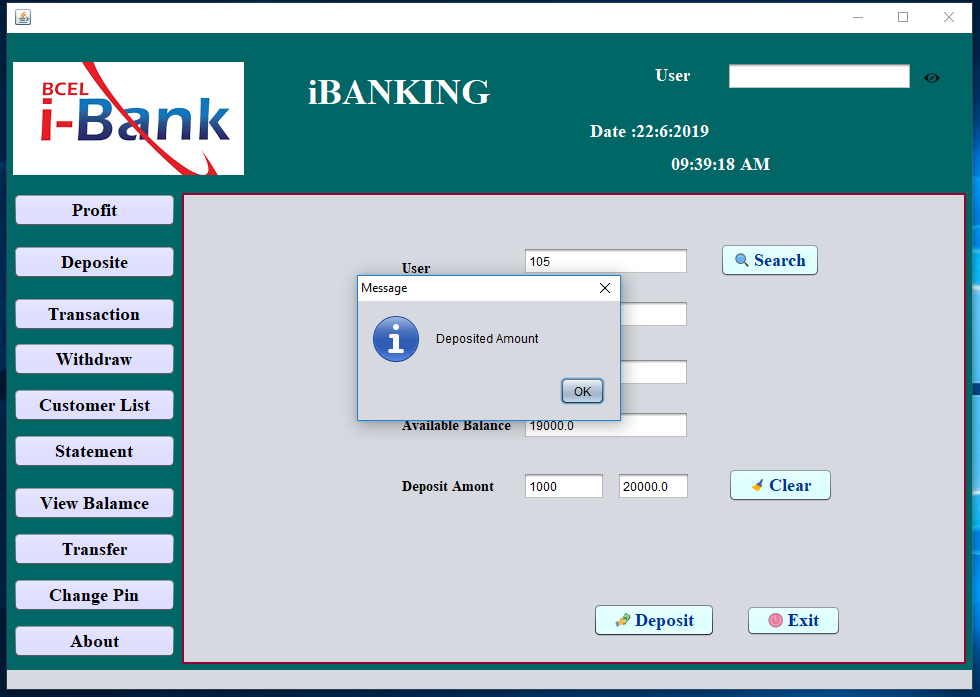 BCEL
i-Bank
iBANKING
User
Date :22:6:2019
09:39:18 AM
Profit
Deposite
Transaction
Withdraw
Customer List
Statement
View Balamce
Transfer
Change Pin
About
User
105
Search
Message
Deposited Amount
OK
Available Balance
19000.0
Deposit Amont
1000
20000.0
Clear
Deposit
Exit